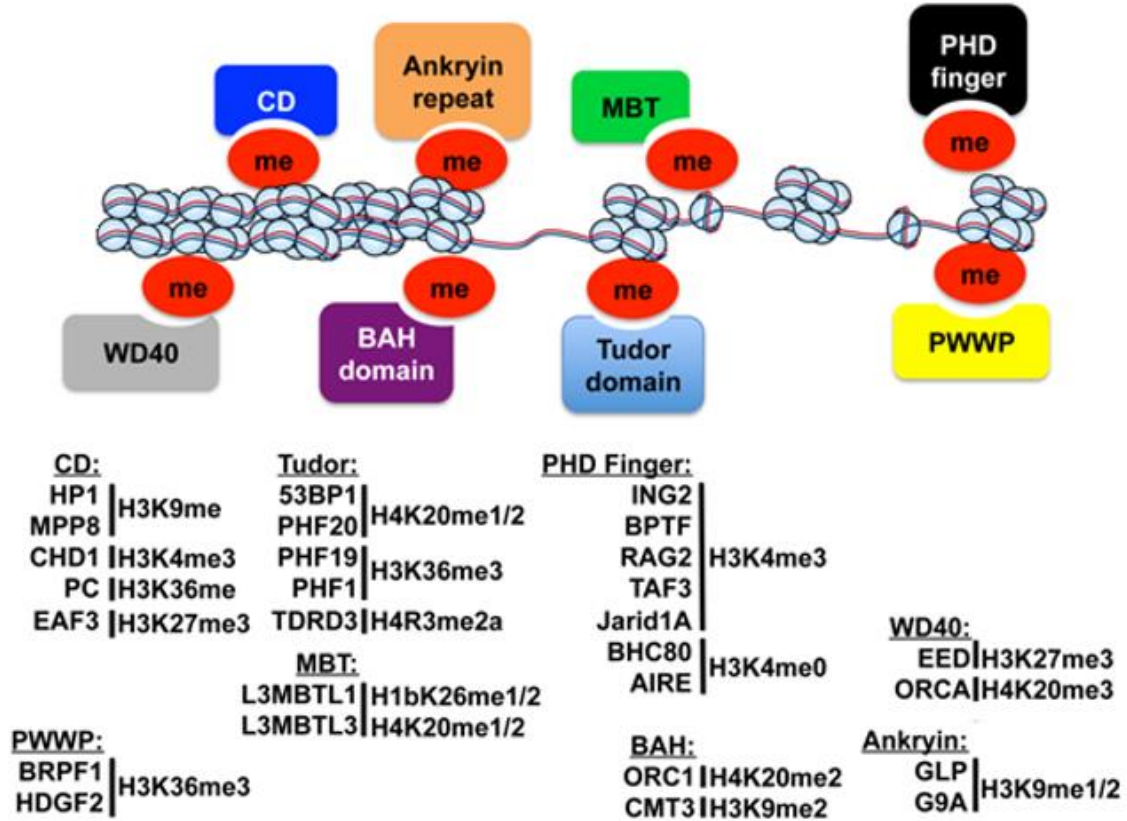 CD
Ankryin
repeat
MBT
PHD
finger
me
me
me
me
me
me
me
me
WD40
BAH
domain
Tudor
domain
PWWP
CD:
HP1
MPP8
H3K9me
CHD1 H3K4me3
PC H3K36me
EAF3 H3K27me3
Tudor:
53BP1
PHF20
H4K20me1/2
PHF19
PHF1
H3K36me3
TDRD3 H4R3me2a
MBT:
L3MBTL1 H1bK26me1/2
L3MBTL3 H4K20me1/2
PHD Finger:
ING2
BPTF
RAG2
TAF3
Jarid1A
H3K4me3
BHC80
AIRE
H3K4me0
WD40:
EED H3K27me3
ORCA H4K20me3
PWWP:
BRPF1
HDGF2
H3K36me3
BAH:
ORC1 H4K20me2
CMT3 H3K9me2
Ankryin:
GLP
G9A
H3K9me1/2